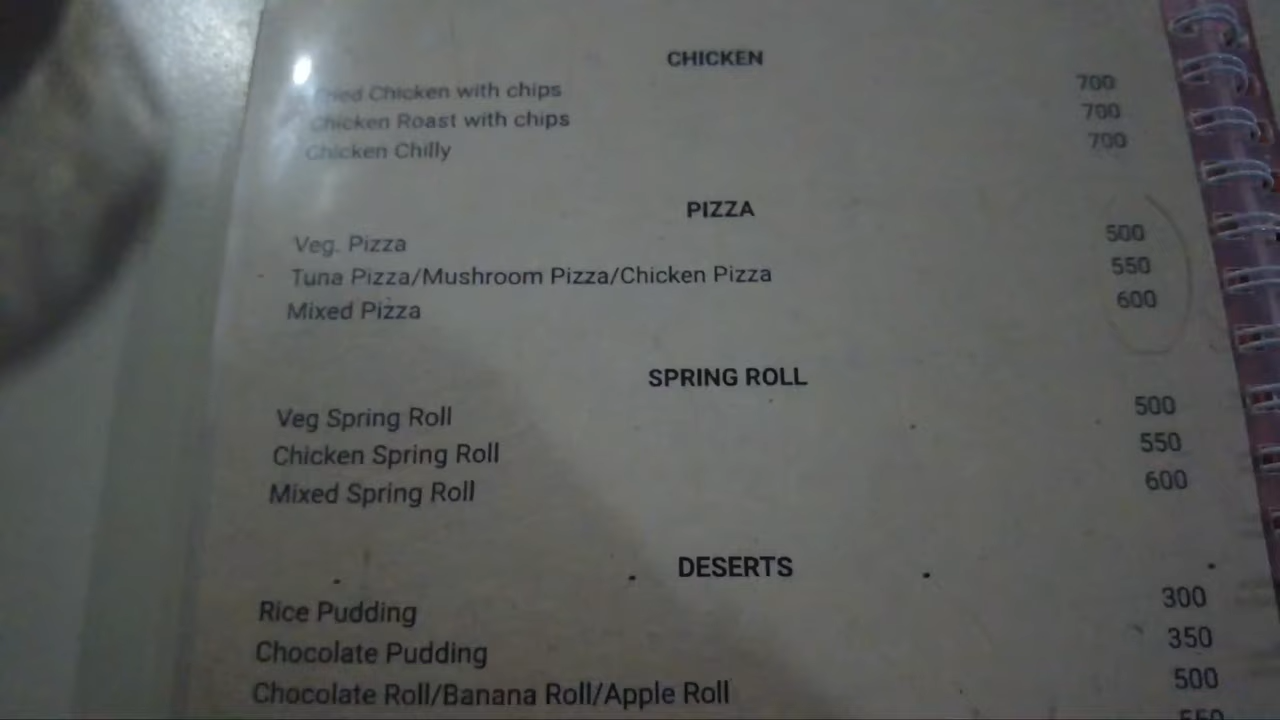 CHICKEN
Fried Chicken with chips 700
Chicken Roast with chips 700
Chicken Chilly 700
PIZZA
Veg. Pizza 500
Tuna Pizza/Mushroom Pizza/Chicken Pizza 550
Mixed Pizza 600
SPRING ROLL
Veg Spring Roll 500
Chicken Spring Roll 550
Mixed Spring Roll 600
DESERTS
Rice Pudding 300
Chocolate Pudding 350
Chocolate Roll/Banana Roll/Apple Roll 500
550